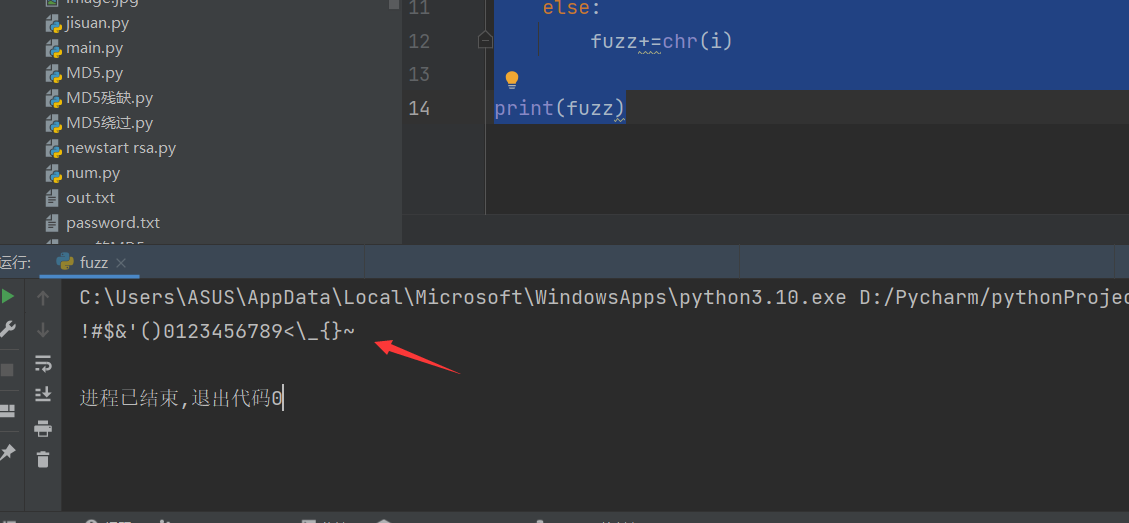 image.jpg
jisuan.py
main.py
MD5.py
MD5残缺.py
MD5绕过.py
newstart rsa.py
num.py
out.txt
password.txt
11 else:
12 fuzz+=chr(i)
13
14 print(fuzz)
运行: fuzz
C:\Users\ASUS\AppData\Local\Microsoft\WindowsApps\python3.10.exe D:/Pycharm/pythonProjec
!#$&'()0123456789<\_{}~
进程已结束,退出代码0